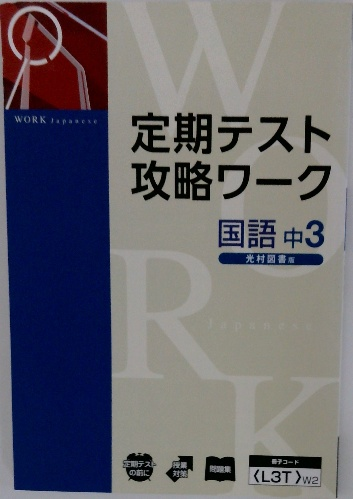 WORK Japanese
定期テスト
攻略ワーク
国語 中3
光村図書版
WORK
Japanese
定期テスト
の前に
授業
対策
問題集
冊子コード
〈L3T〉W2